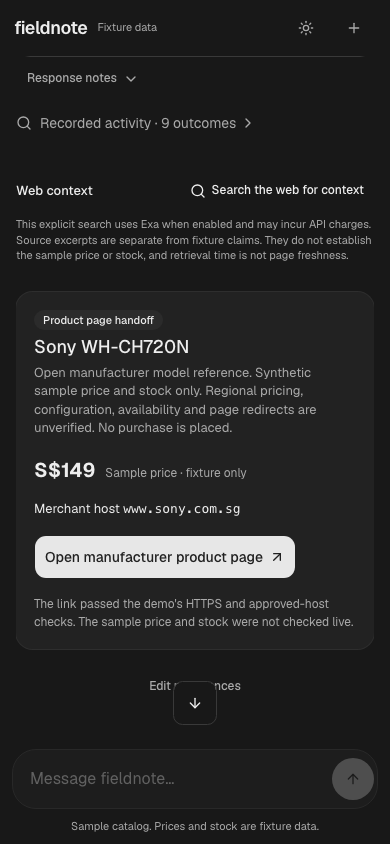 fieldnote Fixture data
Response notes
Recorded activity · 9 outcomes
Web context
Search the web for context
This explicit search uses Exa when enabled and may incur API charges.
Source excerpts are separate from fixture claims. They do not establish
the sample price or stock, and retrieval time is not page freshness.
Product page handoff
Sony WH-CH720N
Open manufacturer model reference. Synthetic
sample price and stock only. Regional pricing,
configuration, availability and page redirects are
unverified. No purchase is placed.
S$149 Sample price · fixture only
Merchant host www.sony.com.sg
Open manufacturer product page
The link passed the demo's HTTPS and approved-host
checks. The sample price and stock were not checked live.
Edit
Message fieldnote…
Sample catalog. Prices and stock are fixture data.